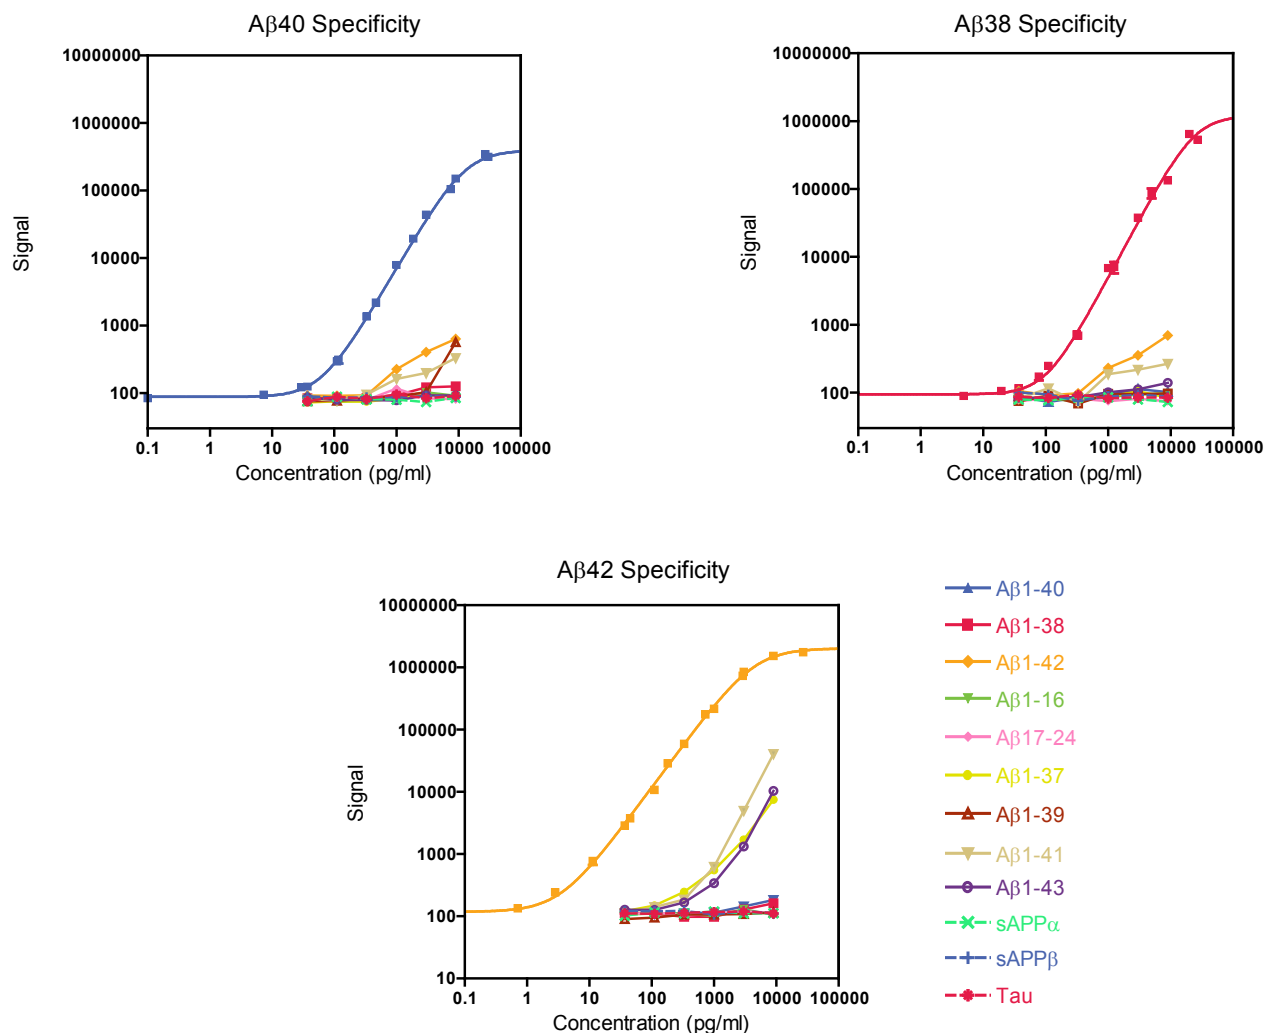 Aβ40 Specificity
10000000
1000000
100000
10000
1000
100
Signal
0.1 1 10 100 1000 10000 100000
Concentration (pg/ml)
Aβ38 Specificity
10000000
1000000
100000
10000
1000
100
Signal
0.1 1 10 100 1000 10000 100000
Concentration (pg/ml)
Aβ42 Specificity
10000000
1000000
100000
10000
1000
100
10
Signal
0.1 1 10 100 1000 10000 100000
Concentration (pg/ml)
Aβ1-40
Aβ1-38
Aβ1-42
Aβ1-16
Aβ17-24
Aβ1-37
Aβ1-39
Aβ1-41
Aβ1-43
sAPPα
sAPPβ
Tau